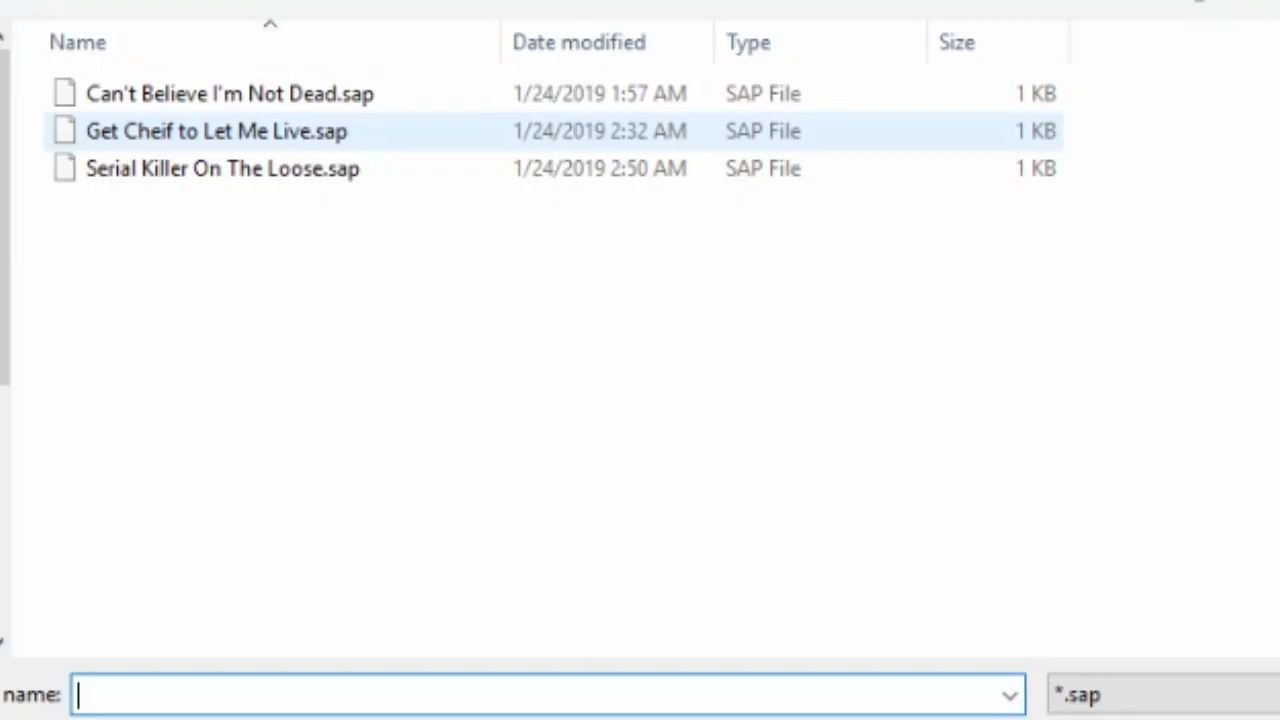 Name Date modified Type Size
Can't Believe I'm Not Dead.sap 1/24/2019 1:57 AM SAP File 1 KB
Get Cheif to Let Me Live.sap 1/24/2019 2:32 AM SAP File 1 KB
Serial Killer On The Loose.sap 1/24/2019 2:50 AM SAP File 1 KB
name: *.sap